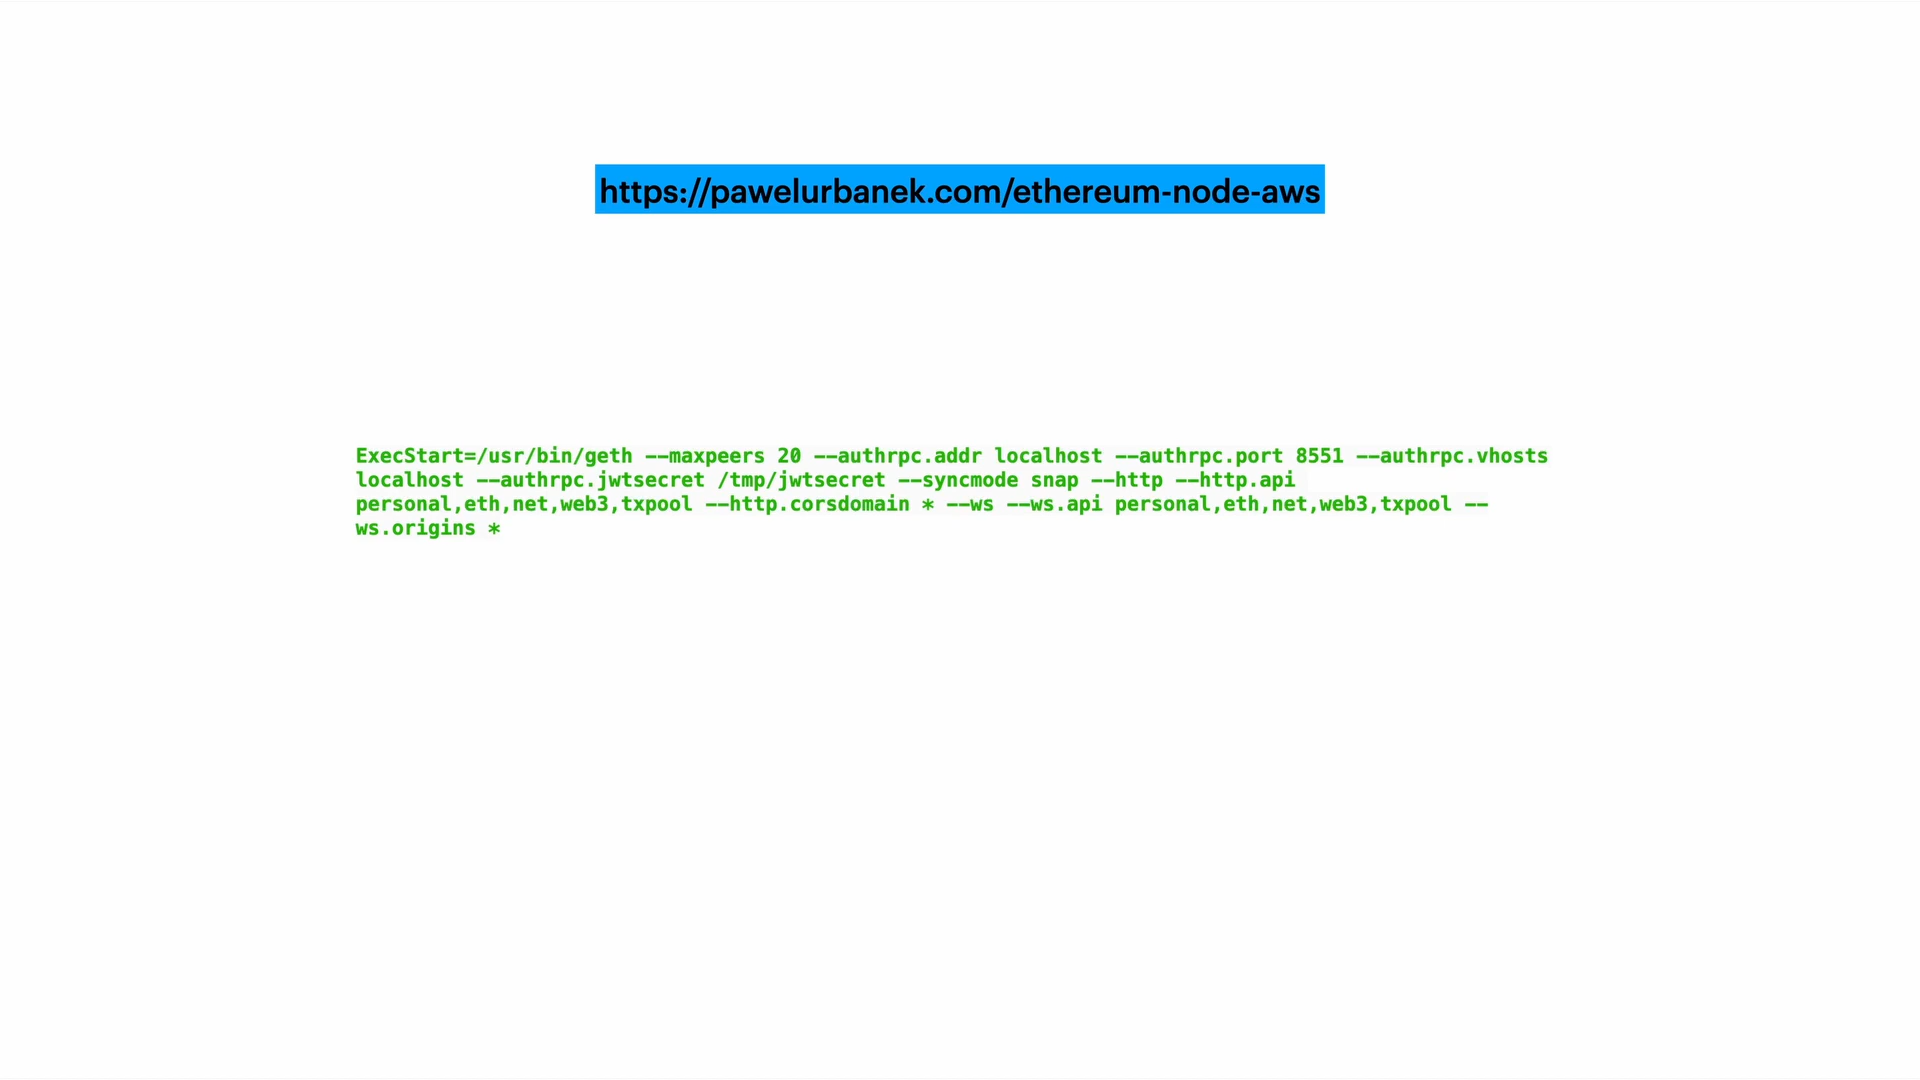 https://pawelurbanek.com/ethereum-node-aws
ExecStart=/usr/bin/geth --maxpeers 20 --authrpc.addr localhost --authrpc.port 8551 --authrpc.vhosts
localhost --authrpc.jwtsecret /tmp/jwtsecret --syncmode snap --http --http.api
personal,eth,net,web3,txpool --http.corsdomain * --ws --ws.api personal,eth,net,web3,txpool --
ws.origins *